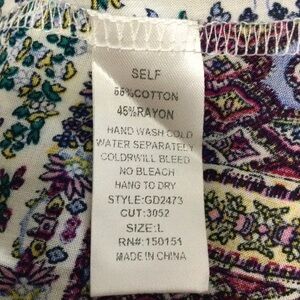 SELF
55%COTTON
45%RAYON
HAND WASH COLD
WATER SEPARATELY
COLORWILL BLEED
NO BLEACH
HANG TO DRY
STYLE:GD2473
CUT:3052
SIZE:L
RN#:150151
MADE IN CHINA